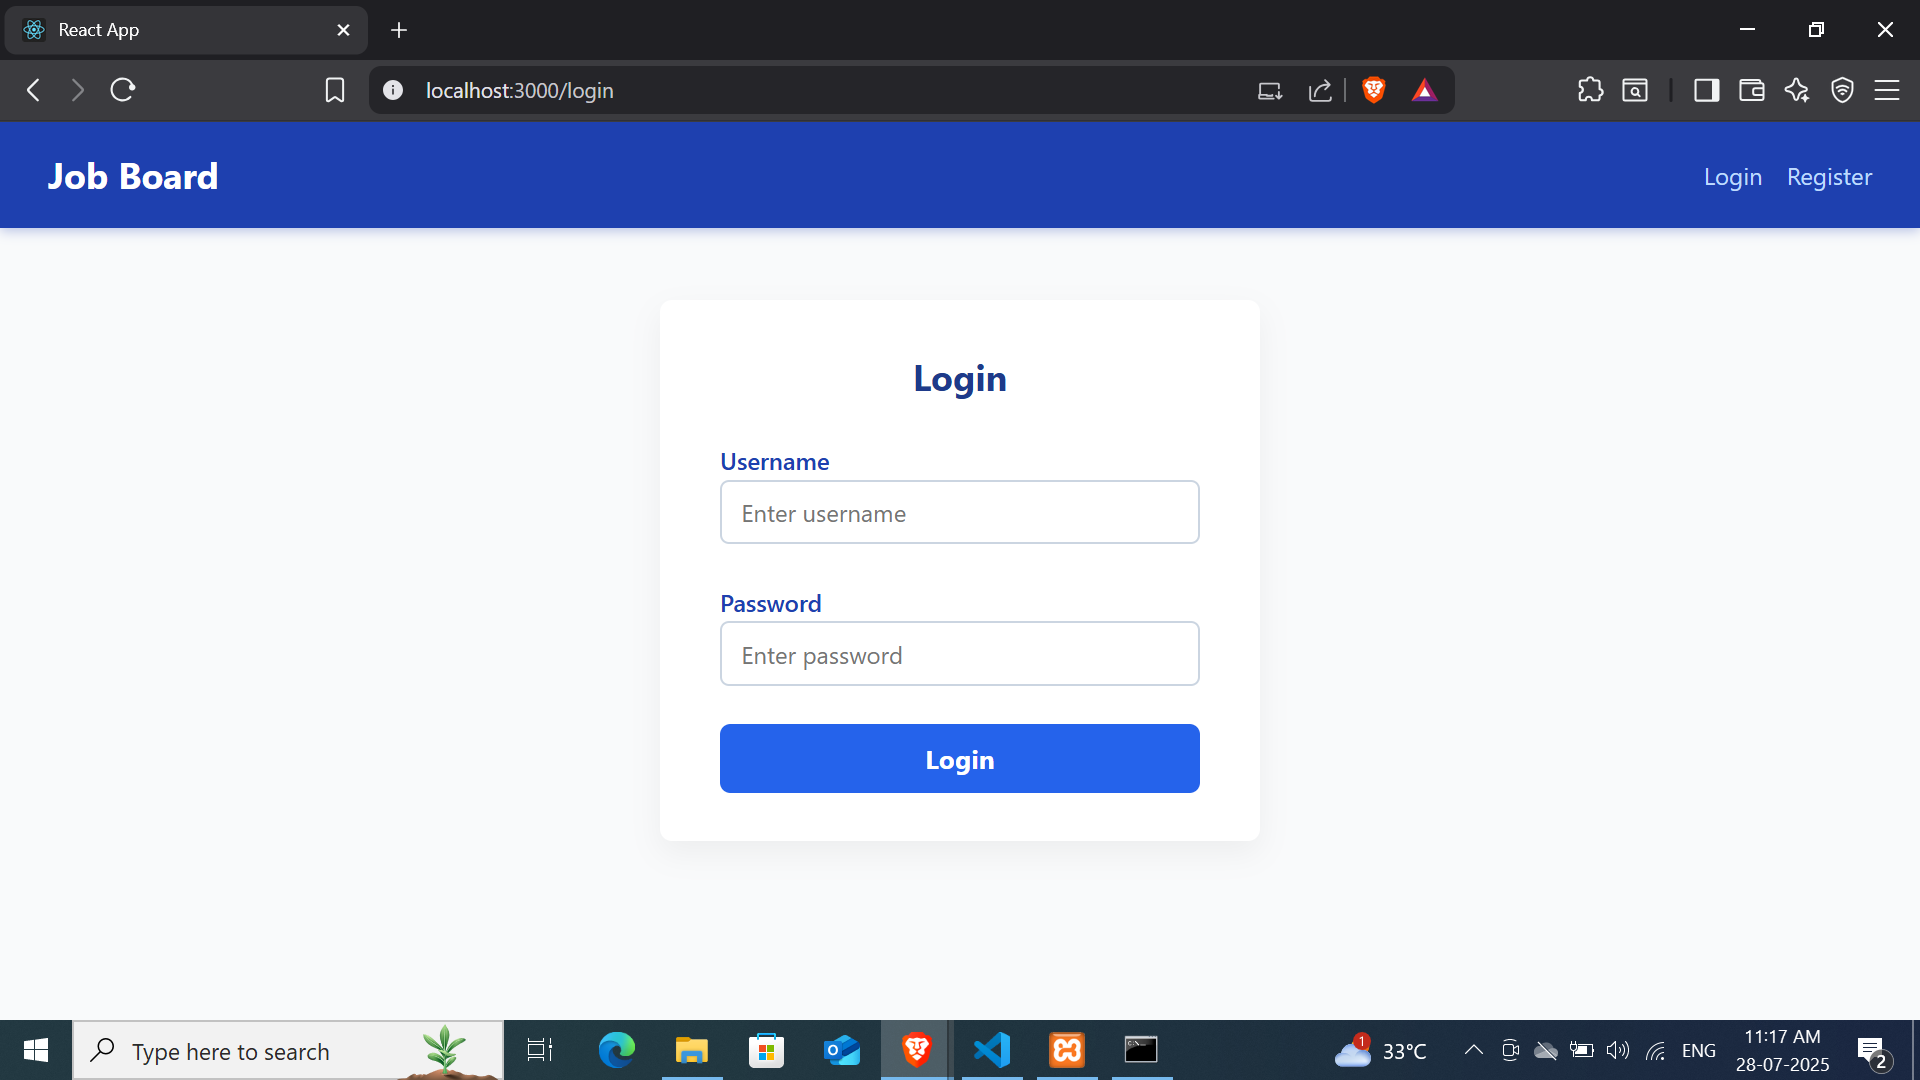 React App
localhost:3000/login
Job Board
Login Register
Login
Username
Enter username
Password
Enter password
Login
Type here to search
1
33°C
ENG
11:17 AM
28-07-2025
2